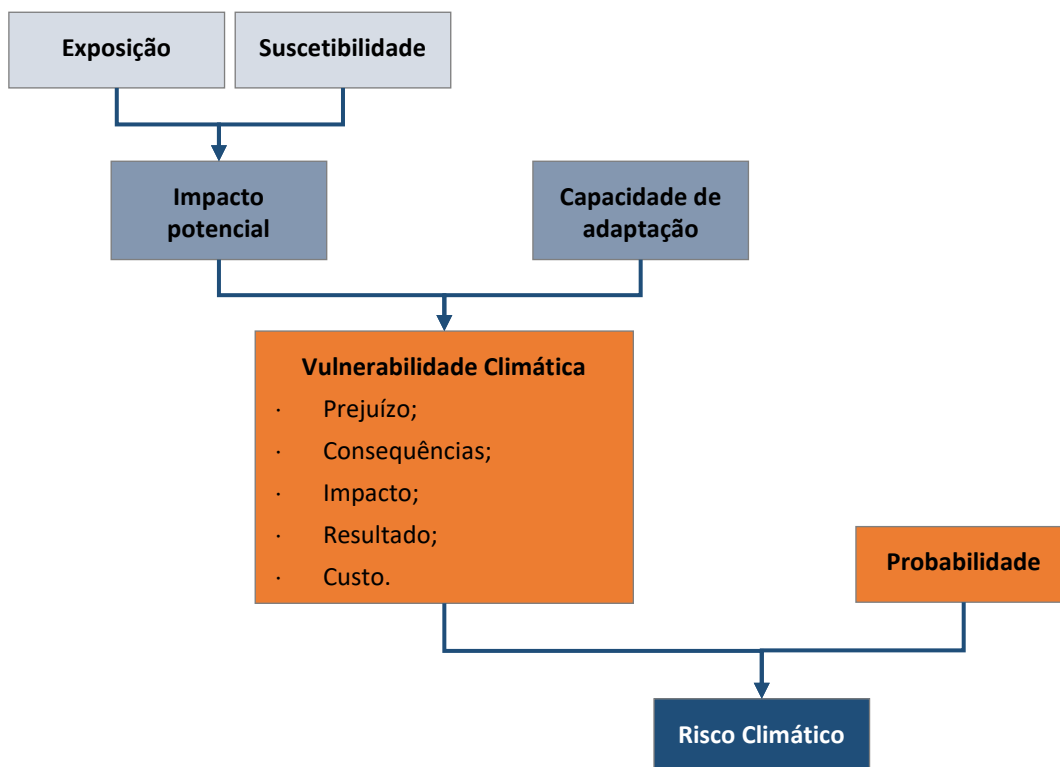 Exposição
Suscetibilidade
Impacto
potencial
Capacidade de
adaptação
Vulnerabilidade Climática
· Prejuízo;
· Consequências;
· Impacto;
· Resultado;
· Custo.
Probabilidade
Risco Climático